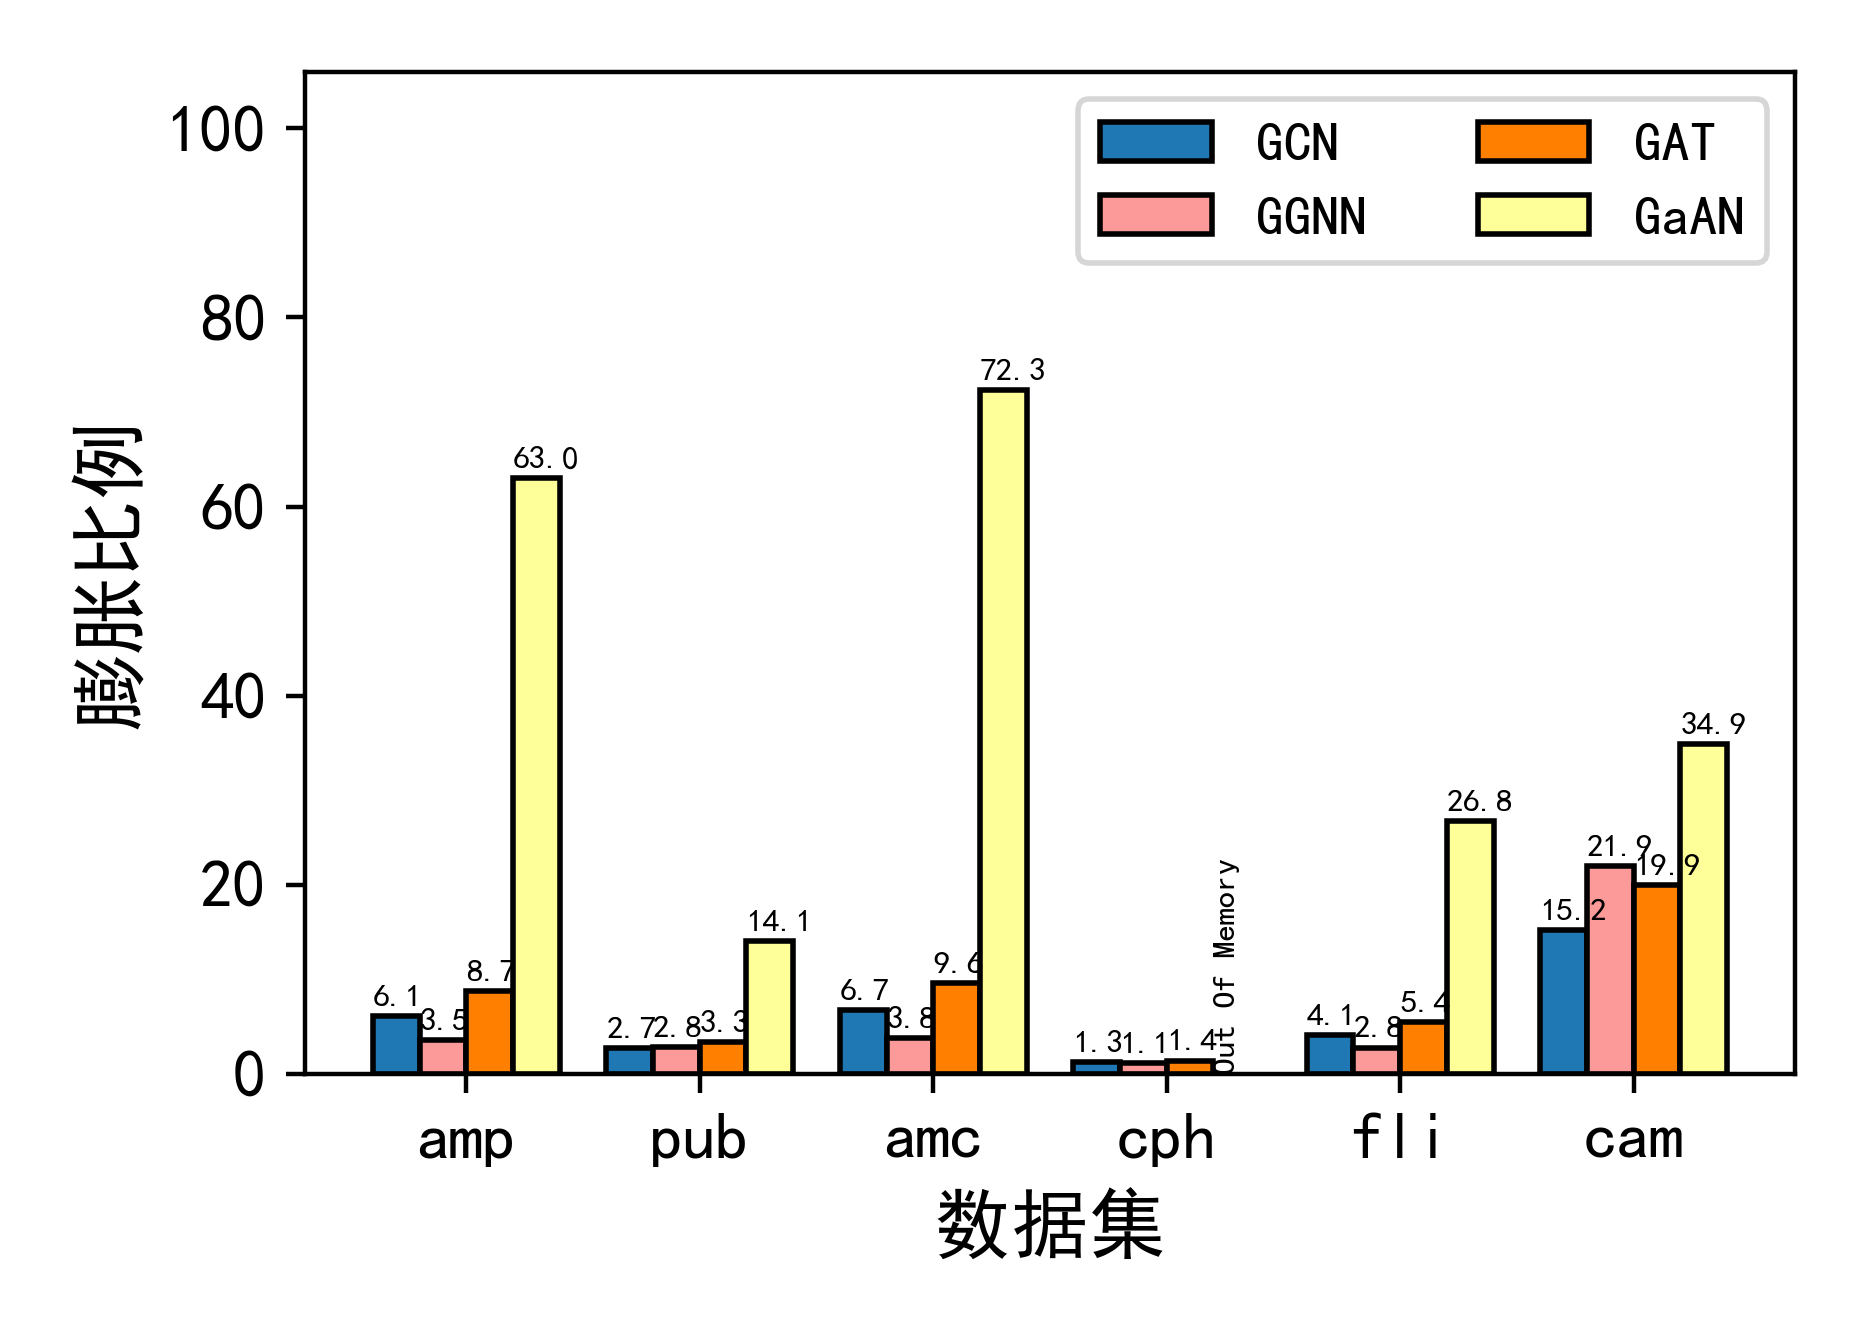 膨胀比例
100
80
60
40
20
0
GCN
GAT
GGNN
GaAN
6.1
3.5
8.7
63.0
2.7
2.8
3.3
14.1
6.7
3.8
9.6
72.3
1.3
1.1
1.4
Out Of Memory
4.1
2.8
5.4
26.8
15.2
21.9
19.9
34.9
amp
pub
amc
cph
fli
cam
数据集